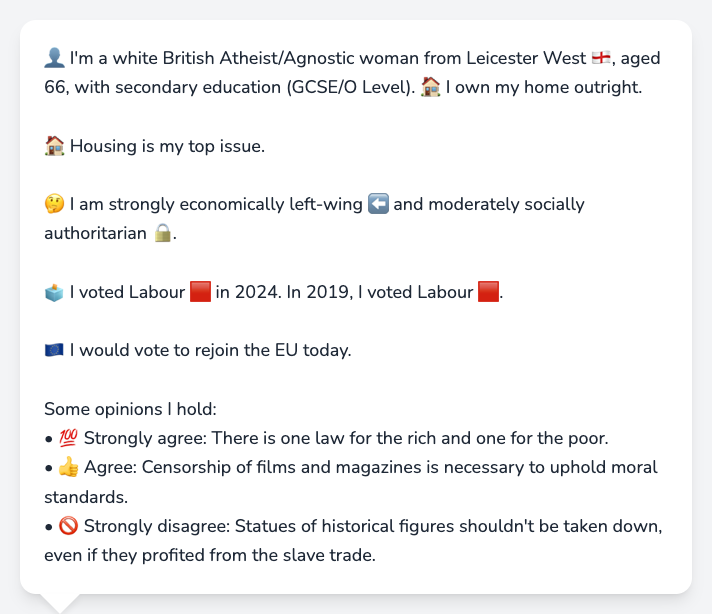 👤 I'm a white British Atheist/Agnostic woman from Leicester West 🏴󠁧󠁢󠁥󠁮󠁧󠁿, aged
66, with secondary education (GCSE/O Level). 🏠 I own my home outright.
🏠 Housing is my top issue.
🤔 I am strongly economically left-wing ⬅️ and moderately socially
authoritarian 🔒.
🗳️ I voted Labour 🟥 in 2024. In 2019, I voted Labour 🟥.
🇪🇺 I would vote to rejoin the EU today.
Some opinions I hold:
• 💯 Strongly agree: There is one law for the rich and one for the poor.
• 👍 Agree: Censorship of films and magazines is necessary to uphold moral
standards.
• 🚫 Strongly disagree: Statues of historical figures shouldn't be taken down,
even if they profited from the slave trade.